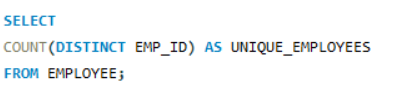 SELECT
COUNT(DISTINCT EMP_ID) AS UNIQUE_EMPLOYEES
FROM EMPLOYEE;